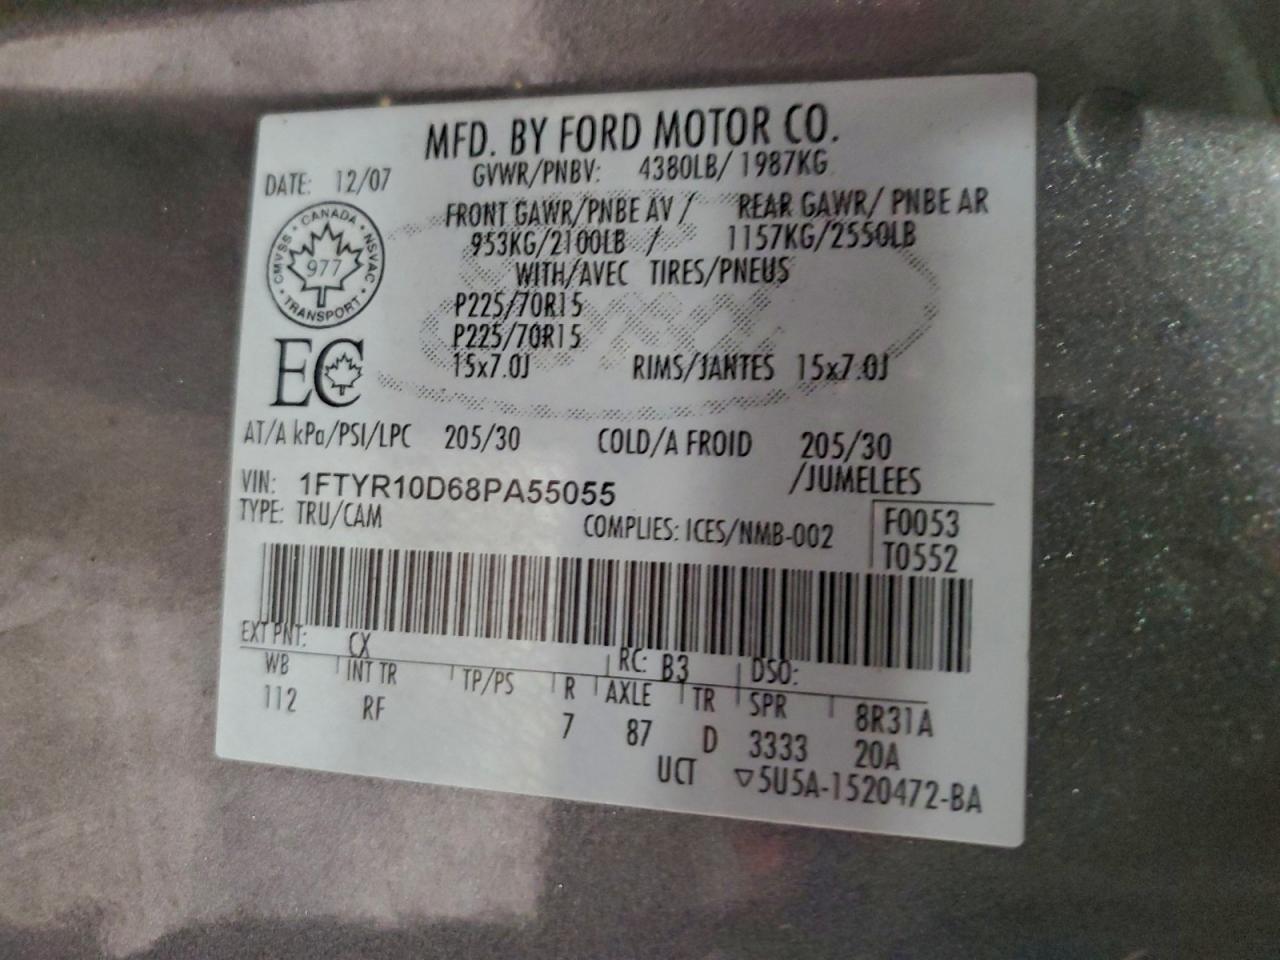 MFD. BY FORD MOTOR CO.
DATE: 12/07 GVWR/PNBV: 4380LB/ 1987KG
FRONT GAWR/PNBE AV / REAR GAWR/ PNBE AR
953KG/2100LB / 1157KG/2550LB
WITH/AVEC TIRES/PNEUS
CMVSS • CANADA • NSVAC • TRANSPORT •
977
P225/70R15
P225/70R15
15x7.0J RIMS/JANTES 15x7.0J
EC
AT/A kPa/PSI/LPC 205/30 COLD/A FROID 205/30
/JUMELEES
VIN: 1FTYR10D68PA55055
TYPE: TRU/CAM COMPLIES: ICES/NMB-002
F0053
T0552
EXT PNT: CX RC: B3 DSO:
WB INT TR TP/PS R AXLE TR SPR 8R31A
112 RF 7 87 D 3333 20A
UCT ▽5U5A-1520472-BA